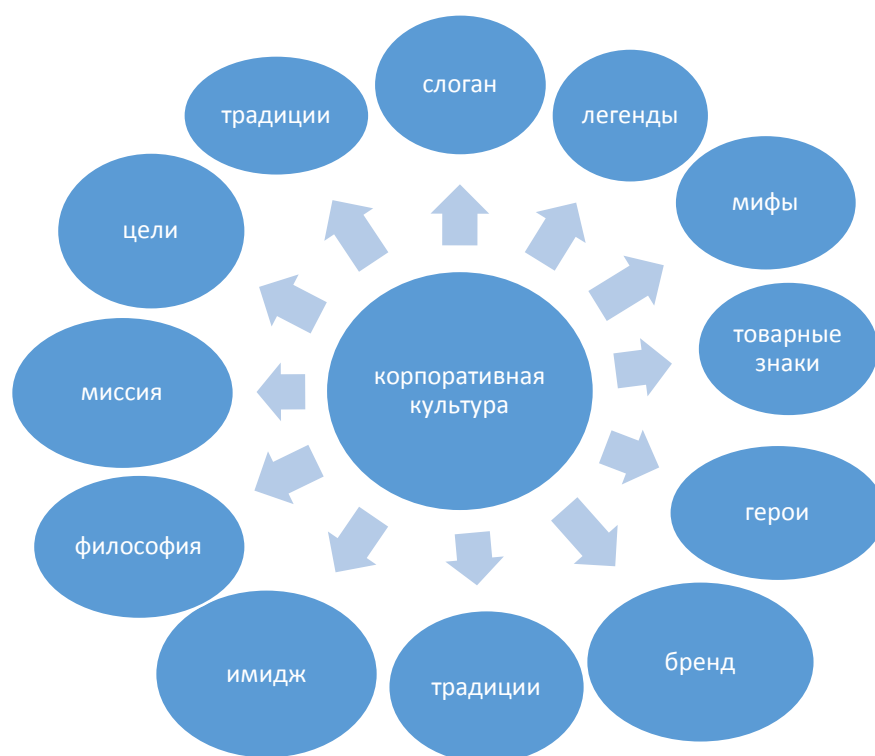 слоган
традиции
легенды
мифы
цели
товарные
знаки
корпоративная
культура
миссия
герои
философия
бренд
имидж
традиции